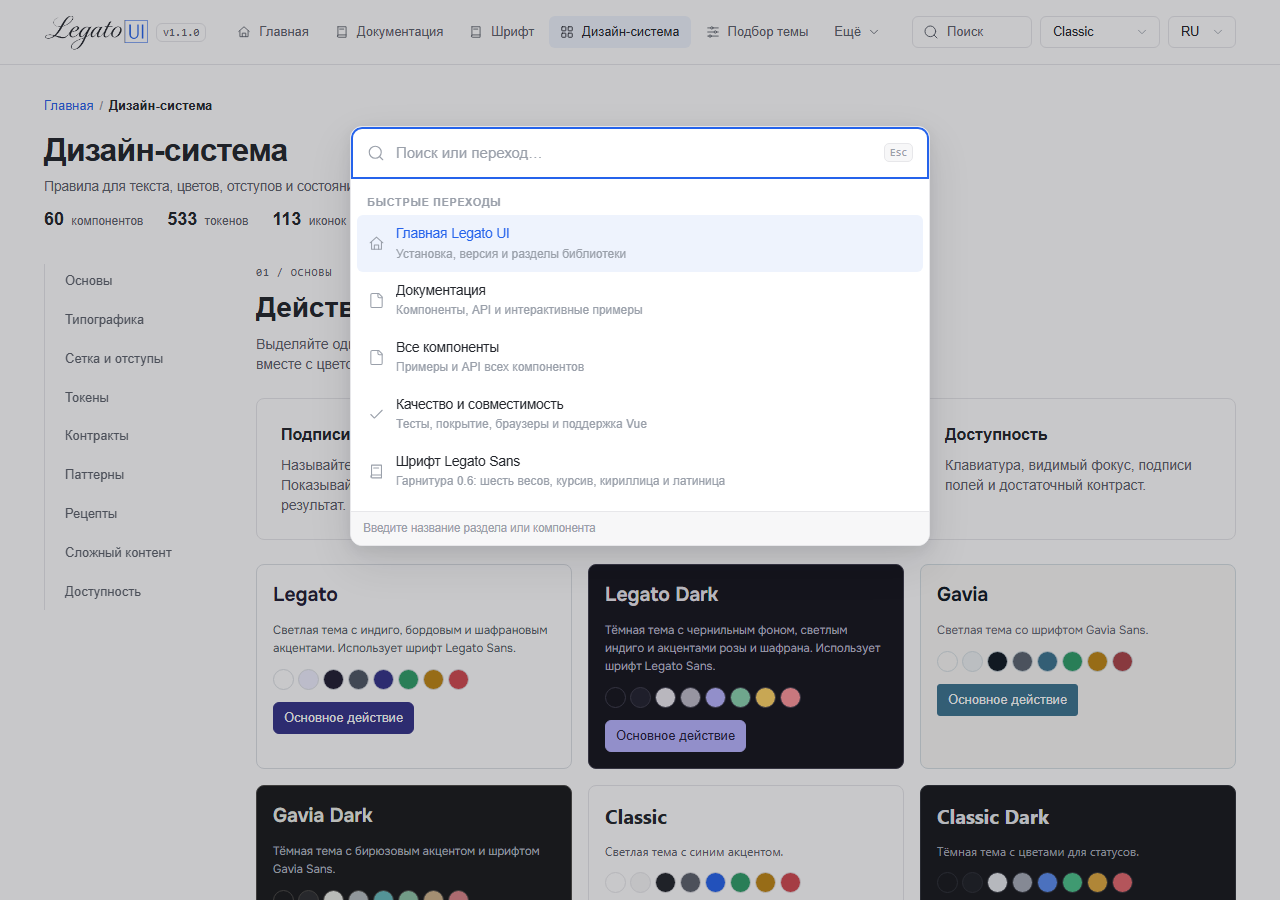 Legato UI v1.1.0 Главная Документация Шрифт Дизайн-система Подбор темы Ещё Поиск Classic RU
Главная / Дизайн-система
Дизайн-система
Правила для текста, цветов, отступов и
60 компонентов 533 токенов 113 иконок
Основы
Типографика
Сетка и отступы
Токены
Контракты
Паттерны
Рецепты
Сложный контент
Доступность
01 / ОСНОВЫ
Выделяйте
вместе с
Поиск или переход…
ESC
БЫСТРЫЕ ПЕРЕХОДЫ
Главная Legato UI
Установка, версия и разделы библиотеки
Документация
Компоненты, API и интерактивные примеры
Все компоненты
Примеры и API всех компонентов
Качество и совместимость
Тесты, покрытие, браузеры и поддержка Vue
Шрифт Legato Sans
Гарнитура 0.6: шесть весов, курсив, кириллица и латиница
Введите название раздела или компонента
Подписи
Называйте
результат.
Доступность
Клавиатура, видимый фокус, подписи
полей и достаточный контраст.
Legato
Светлая тема с индиго, бордовым и шафрановым
акцентами. Использует шрифт Legato Sans.
Основное действие
Legato Dark
Тёмная тема с чернильным фоном, светлым
индиго и акцентами розы и шафрана. Использует
шрифт Legato Sans.
Основное действие
Gavia
Светлая тема со шрифтом Gavia Sans.
Основное действие
Gavia Dark
Тёмная тема с бирюзовым акцентом и шрифтом
Gavia Sans.
Classic
Светлая тема с синим акцентом.
Classic Dark
Тёмная тема с цветами для статусов.